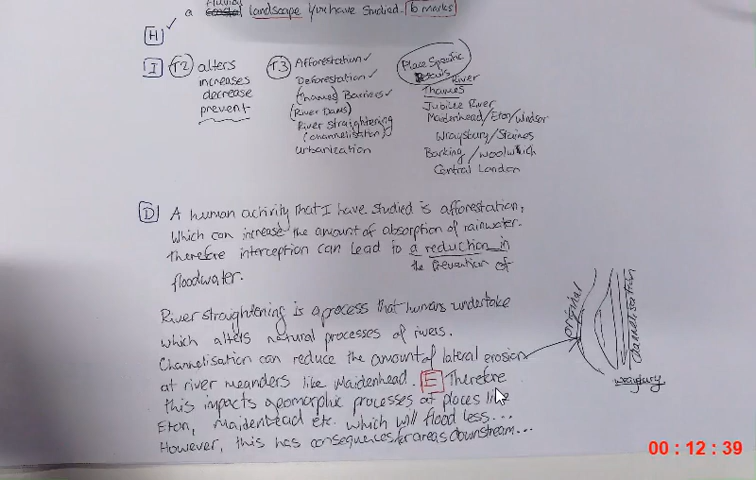 Fluvial
a coastal landscape you have studied. [6 marks]
H ✓
I T2 alters
increases
decrease
prevent
T3 Afforestation ✓
Deforestation ✓
(Thames) Barriers ✓
(River Dams)
River straightening
(channelisation)
urbanization
Place Specific
Details River
Thames
Jubilee River
Maidenhead/Eton/Windsor
Wraysbury/Staines
Barking/Woolwich
Central London
D A human activity that I have studied is afforestation,
which can increase the amount of absorption of rainwater.
Therefore interception can lead to a reduction in
the prevention of
floodwater.
River straightening is a process that humans undertake
which alters natural processes of rivers.
Channelisation can reduce the amount of lateral erosion
at river meanders like Maidenhead. E Therefore
this impacts geomorphic processes at places like
Eton, Maidenhead etc. which will flood less...
However, this has consequences for areas downstream...
original
channelisation
wraysbury
00:12:39